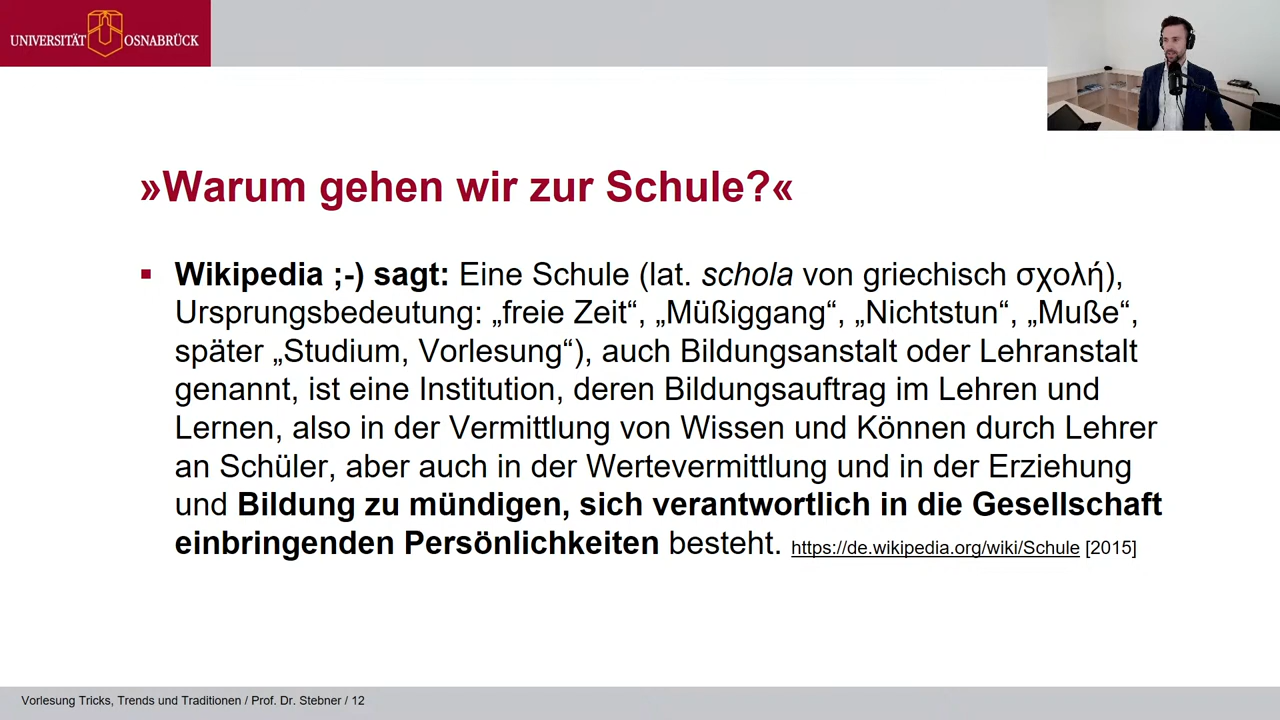 UNIVERSITÄT OSNABRÜCK
»Warum gehen wir zur Schule?«
▪ Wikipedia ;-) sagt: Eine Schule (lat. schola von griechisch σχολή),
Ursprungsbedeutung: „freie Zeit“, „Müßiggang“, „Nichtstun“, „Muße“,
später „Studium, Vorlesung“), auch Bildungsanstalt oder Lehranstalt
genannt, ist eine Institution, deren Bildungsauftrag im Lehren und
Lernen, also in der Vermittlung von Wissen und Können durch Lehrer
an Schüler, aber auch in der Wertevermittlung und in der Erziehung
und Bildung zu mündigen, sich verantwortlich in die Gesellschaft
einbringenden Persönlichkeiten besteht. https://de.wikipedia.org/wiki/Schule [2015]
Vorlesung Tricks, Trends und Traditionen / Prof. Dr. Stebner / 12